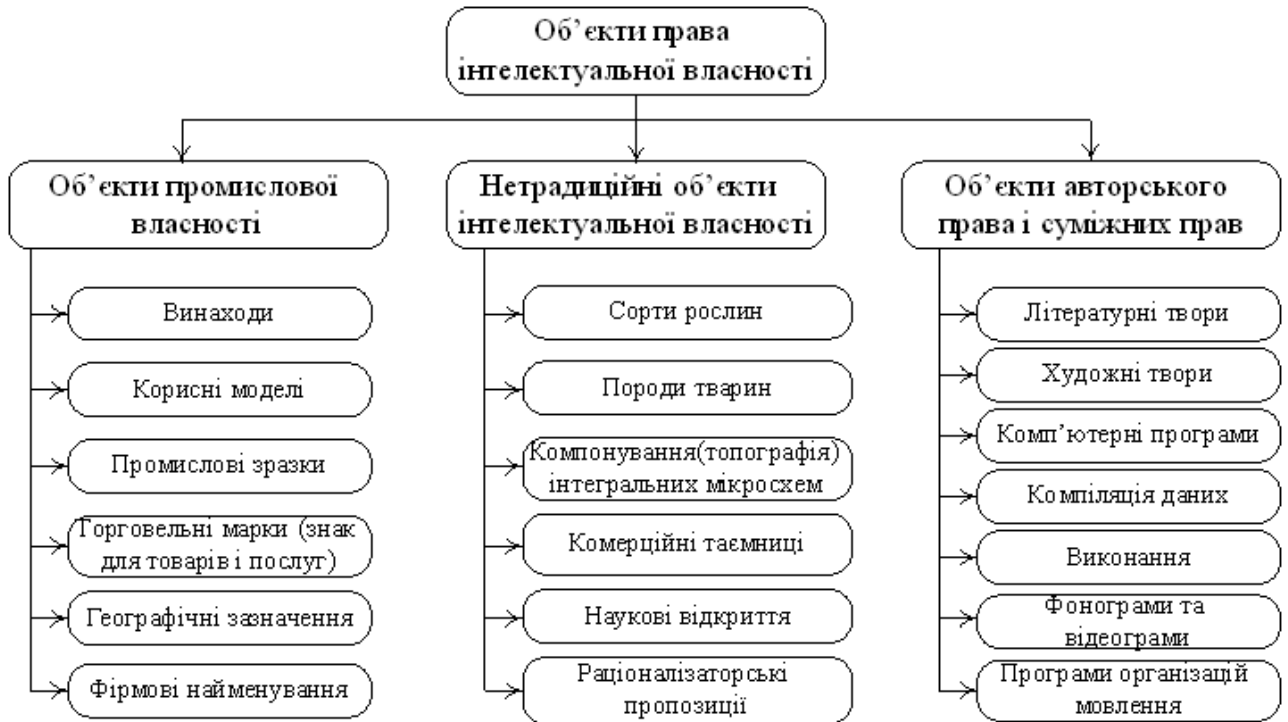 Об’єкти права
інтелектуальної власності
Об’єкти промислової
власності
Винаходи
Корисні моделі
Промислові зразки
Торговельні марки (знак
для товарів і послуг)
Географічні зазначення
Фірмові найменування
Нетрадиційні об’єкти
інтелектуальної власності
Сорти рослин
Породи тварин
Компонування(топографія)
інтегральних мікросхем
Комерційні таємниці
Наукові відкриття
Раціоналізаторські
пропозиції
Об’єкти авторського
права і суміжних прав
Літературні твори
Художні твори
Комп’ютерні програми
Компіляція даних
Виконання
Фонограми та
відеограми
Програми організацій
мовлення